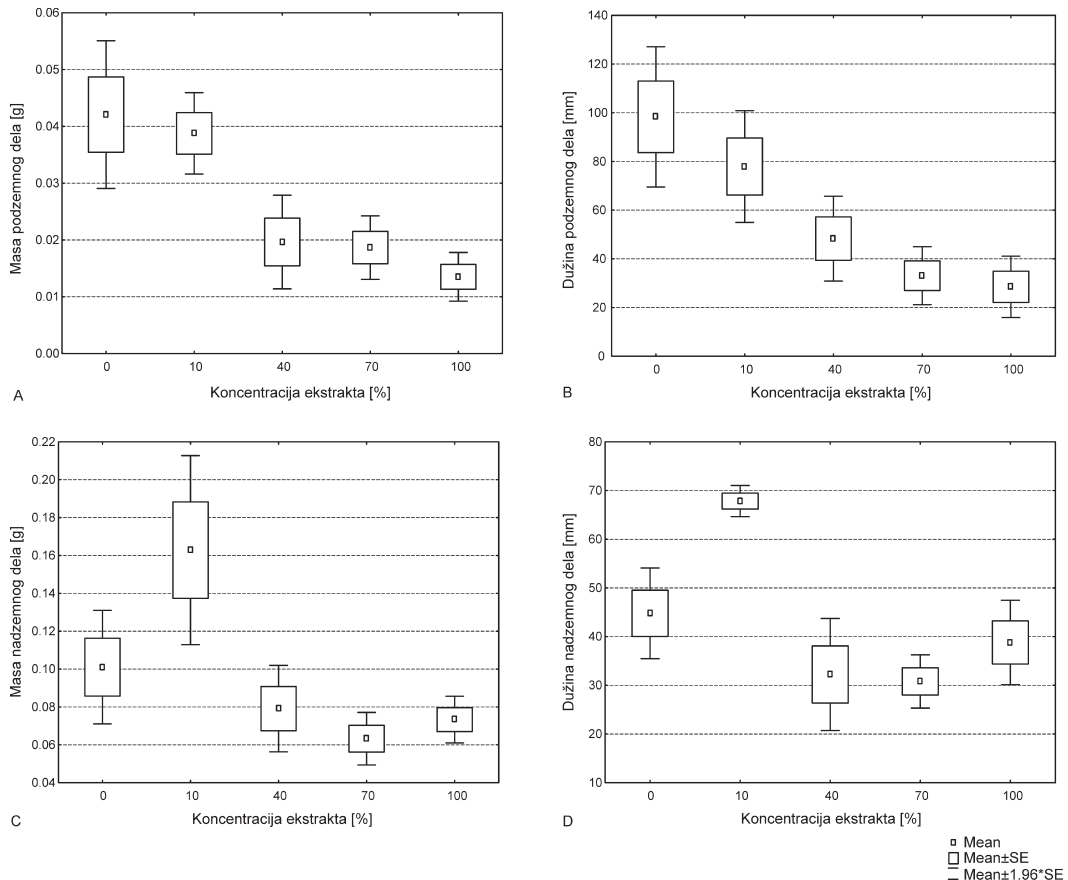 0.06
0.05
0.04
0.03
0.02
0.01
0.00
Masa podzemnog dela [g]
0 10 40 70 100
Koncentracija ekstrakta [%]
A
140
120
100
80
60
40
20
0
Dužina podzemnog dela [mm]
0 10 40 70 100
Koncentracija ekstrakta [%]
B
0.22
0.20
0.18
0.16
0.14
0.12
0.10
0.08
0.06
0.04
Masa nadzemnog dela [g]
0 10 40 70 100
Koncentracija ekstrakta [%]
C
80
70
60
50
40
30
20
10
Dužina nadzemnog dela [mm]
0 10 40 70 100
Koncentracija ekstrakta [%]
D
Mean
Mean±SE
Mean±1.96*SE